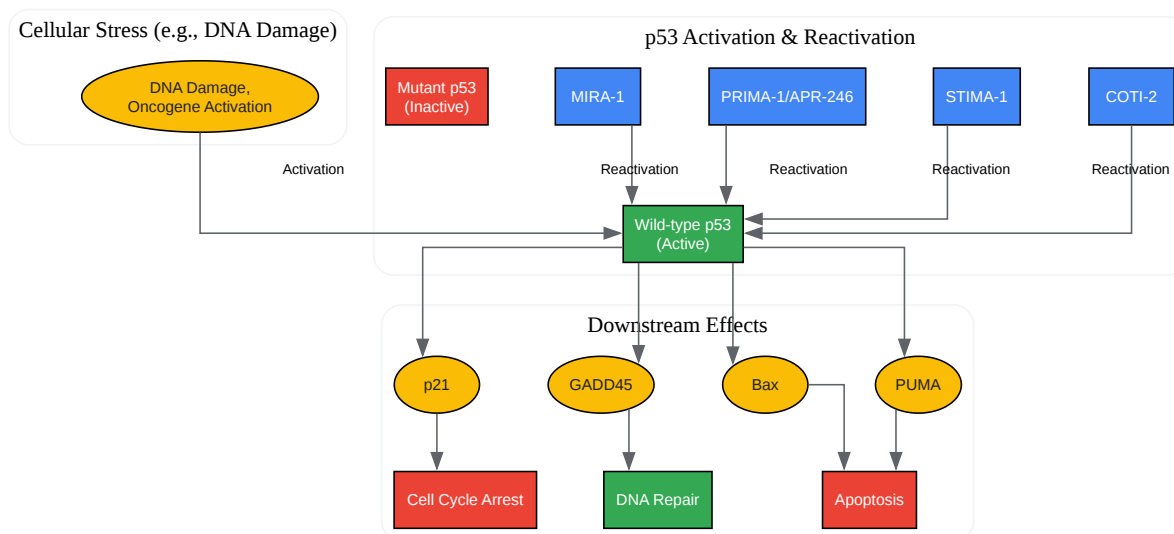 Cellular Stress (e.g., DNA Damage)
p53 Activation & Reactivation
DNA Damage,
Oncogene Activation
Mutant p53
(Inactive)
MIRA-1
PRIMA-1/APR-246
STIMA-1
COTI-2
Activation
Reactivation
Reactivation
Reactivation
Reactivation
Wild-type p53
(Active)
Downstream Effects
p21
GADD45
Bax
PUMA
Cell Cycle Arrest
DNA Repair
Apoptosis